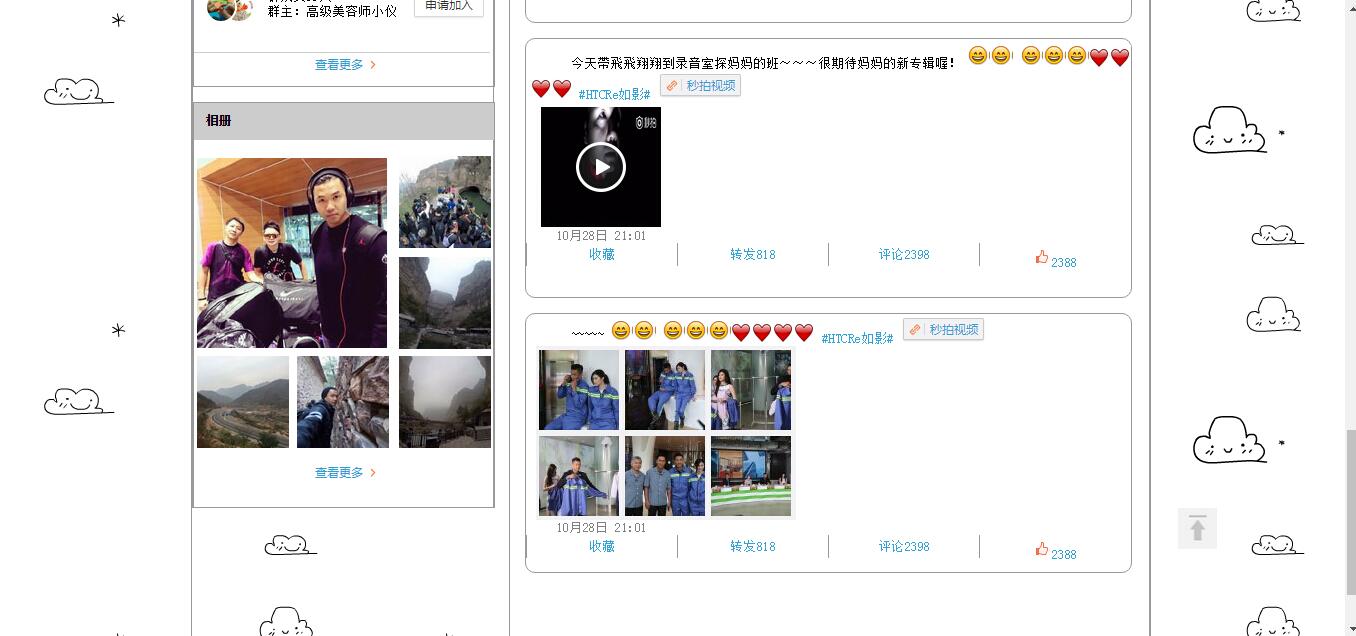 群主：高级美容师小仪
申请加入
查看更多 >
相册
查看更多 >
今天帶飛飛翔翔到录音室探妈妈的班～～～很期待妈妈的新专辑喔！
#HTCRe如影# 秒拍视频
秒拍
10月28日 21:01
收藏 转发818 评论2398 2388
~~~~ #HTCRe如影# 秒拍视频
10月28日 21:01
收藏 转发818 评论2398 2388